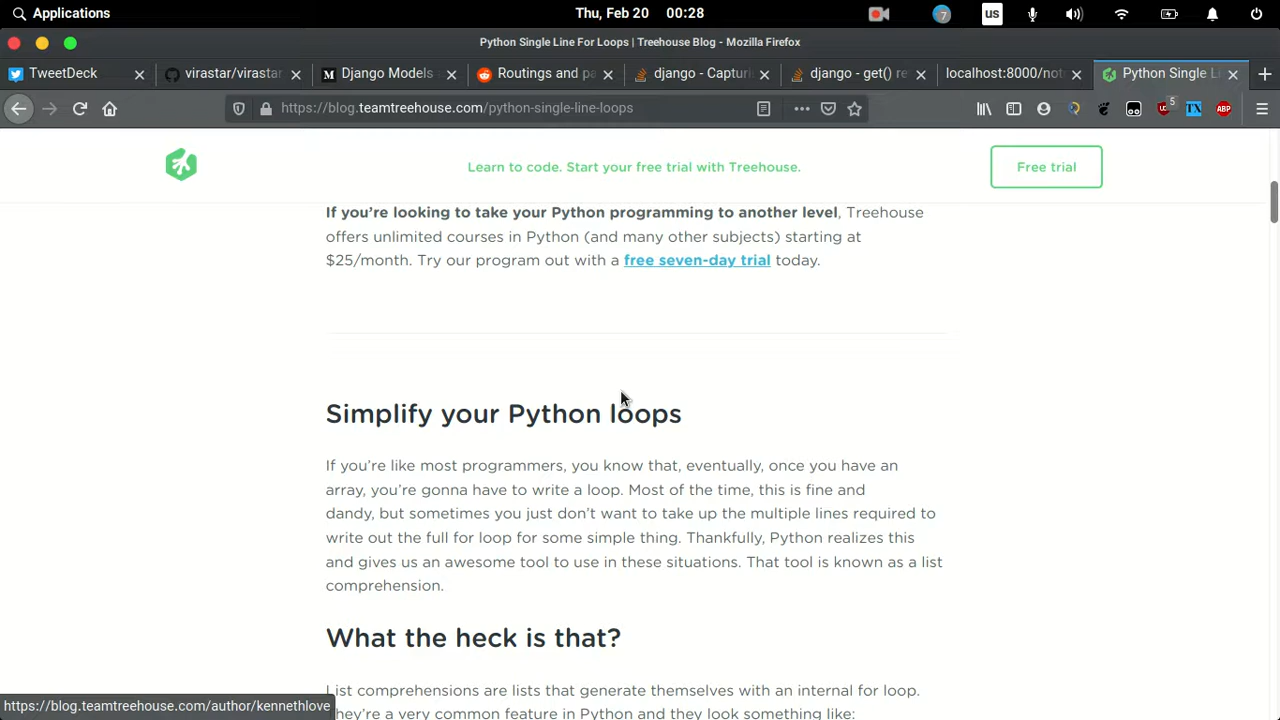 Applications
Thu, Feb 20 00:28
7
us
Python Single Line For Loops | Treehouse Blog - Mozilla Firefox
TweetDeck
virastar/virastar
Django Models
Routings and pa
django - Capturi
django - get() re
localhost:8000/not
Python Single Li
https://blog.teamtreehouse.com/python-single-line-loops
5
TX
ABP
Learn to code. Start your free trial with Treehouse.
Free trial
If you’re looking to take your Python programming to another level, Treehouse
offers unlimited courses in Python (and many other subjects) starting at
$25/month. Try our program out with a free seven-day trial today.
Simplify your Python loops
If you’re like most programmers, you know that, eventually, once you have an
array, you’re gonna have to write a loop. Most of the time, this is fine and
dandy, but sometimes you just don’t want to take up the multiple lines required to
write out the full for loop for some simple thing. Thankfully, Python realizes this
and gives us an awesome tool to use in these situations. That tool is known as a list
comprehension.
What the heck is that?
List comprehensions are lists that generate themselves with an internal for loop.
They’re a very common feature in Python and they look something like:
https://blog.teamtreehouse.com/author/kennethlove